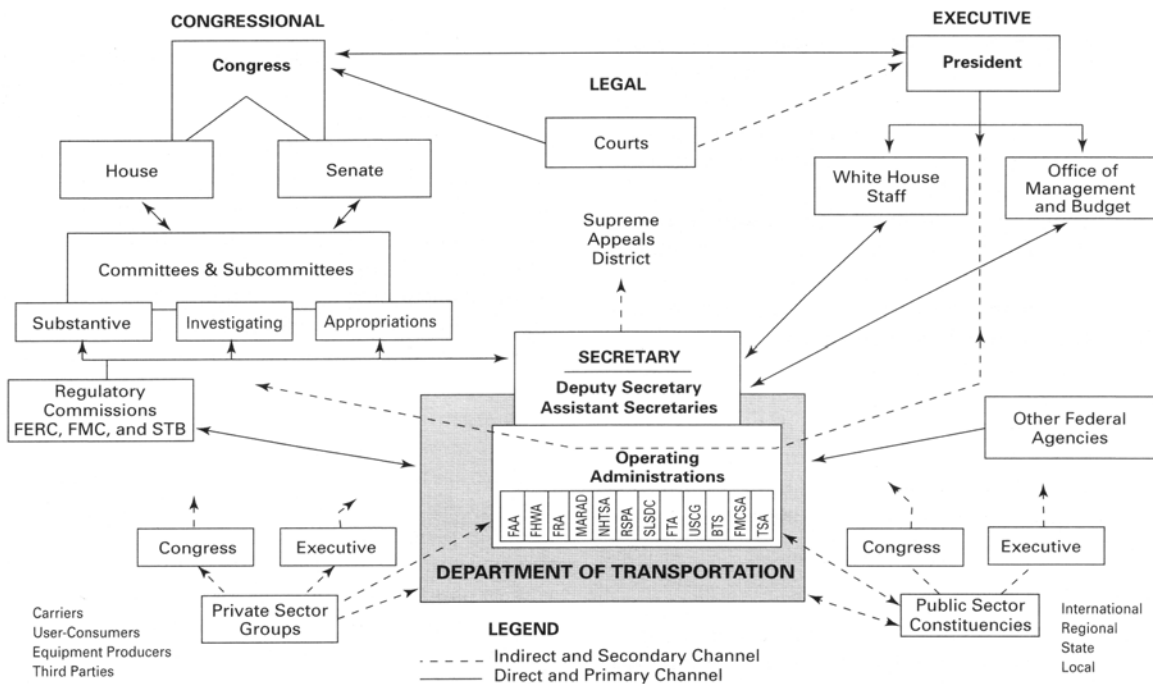 CONGRESSIONAL
EXECUTIVE
Congress
President
LEGAL
Courts
House
Senate
White House
Staff
Office of
Management
and Budget
Supreme
Appeals
District
Committees & Subcommittees
Substantive
Investigating
Appropriations
SECRETARY
Deputy Secretary
Assistant Secretaries
Regulatory
Commissions
FERC, FMC, and STB
Other Federal
Agencies
Operating
Administrations
FAA
FHWA
FRA
MARAD
NHTSA
RSPA
SLSDC
FTA
USCG
BTS
FMCSA
TSA
DEPARTMENT OF TRANSPORTATION
Congress
Executive
Private Sector
Groups
Carriers
User-Consumers
Equipment Producers
Third Parties
Congress
Executive
Public Sector
Constituencies
International
Regional
State
Local
LEGEND
Indirect and Secondary Channel
Direct and Primary Channel